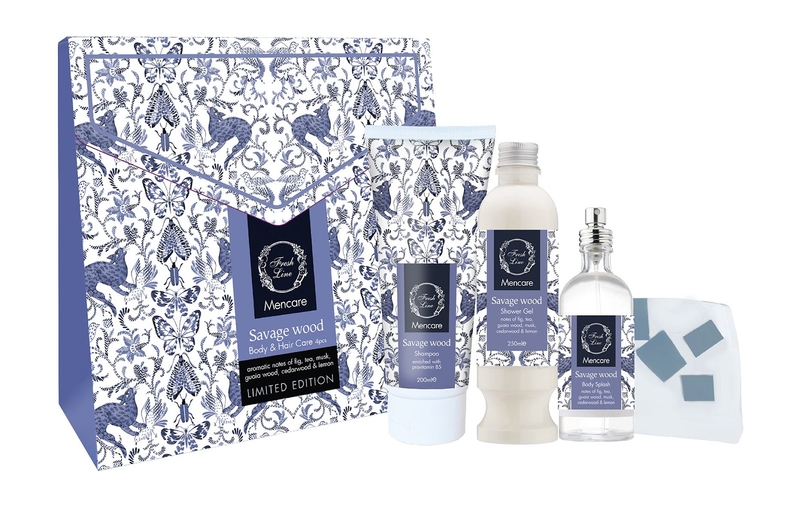 Fresh
Line
Mencare
Savage wood
Body & Hair Care 4pcs
aromatic notes of fig, tea, musk,
guaia wood, cedarwood & lemon
LIMITED EDITION
Fresh
Line
Mencare
Savage wood
Shampoo
enriched with
provitamin B5
200ml℮
Fresh
Line
Mencare
Savage wood
Shower Gel
notes of fig, tea,
guaia wood, musk,
cedarwood & lemon
250ml℮
Fresh
Line
Mencare
Savage wood
Body Splash
notes of fig, tea,
guaia wood, musk,
cedarwood & lemon